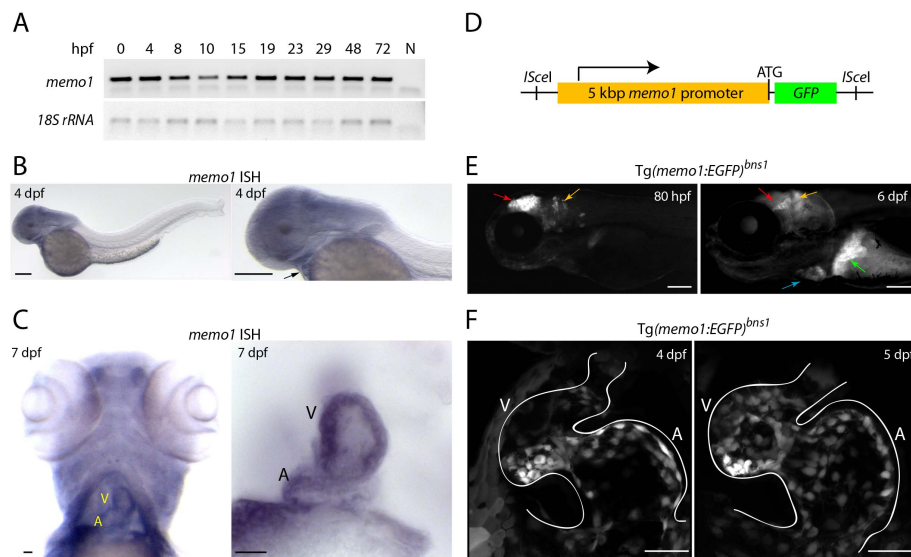 A
hpf 0 4 8 10 15 19 23 29 48 72 N
memo1
18S rRNA
B
memo1 ISH
4 dpf
4 dpf
C
memo1 ISH
7 dpf
V
A
7 dpf
V
A
D
ISceI
5 kbp memo1 promoter
ATG
GFP
ISceI
E
Tg(memo1:EGFP)bns1
80 hpf
6 dpf
F
Tg(memo1:EGFP)bns1
4 dpf
V
A
5 dpf
V
A